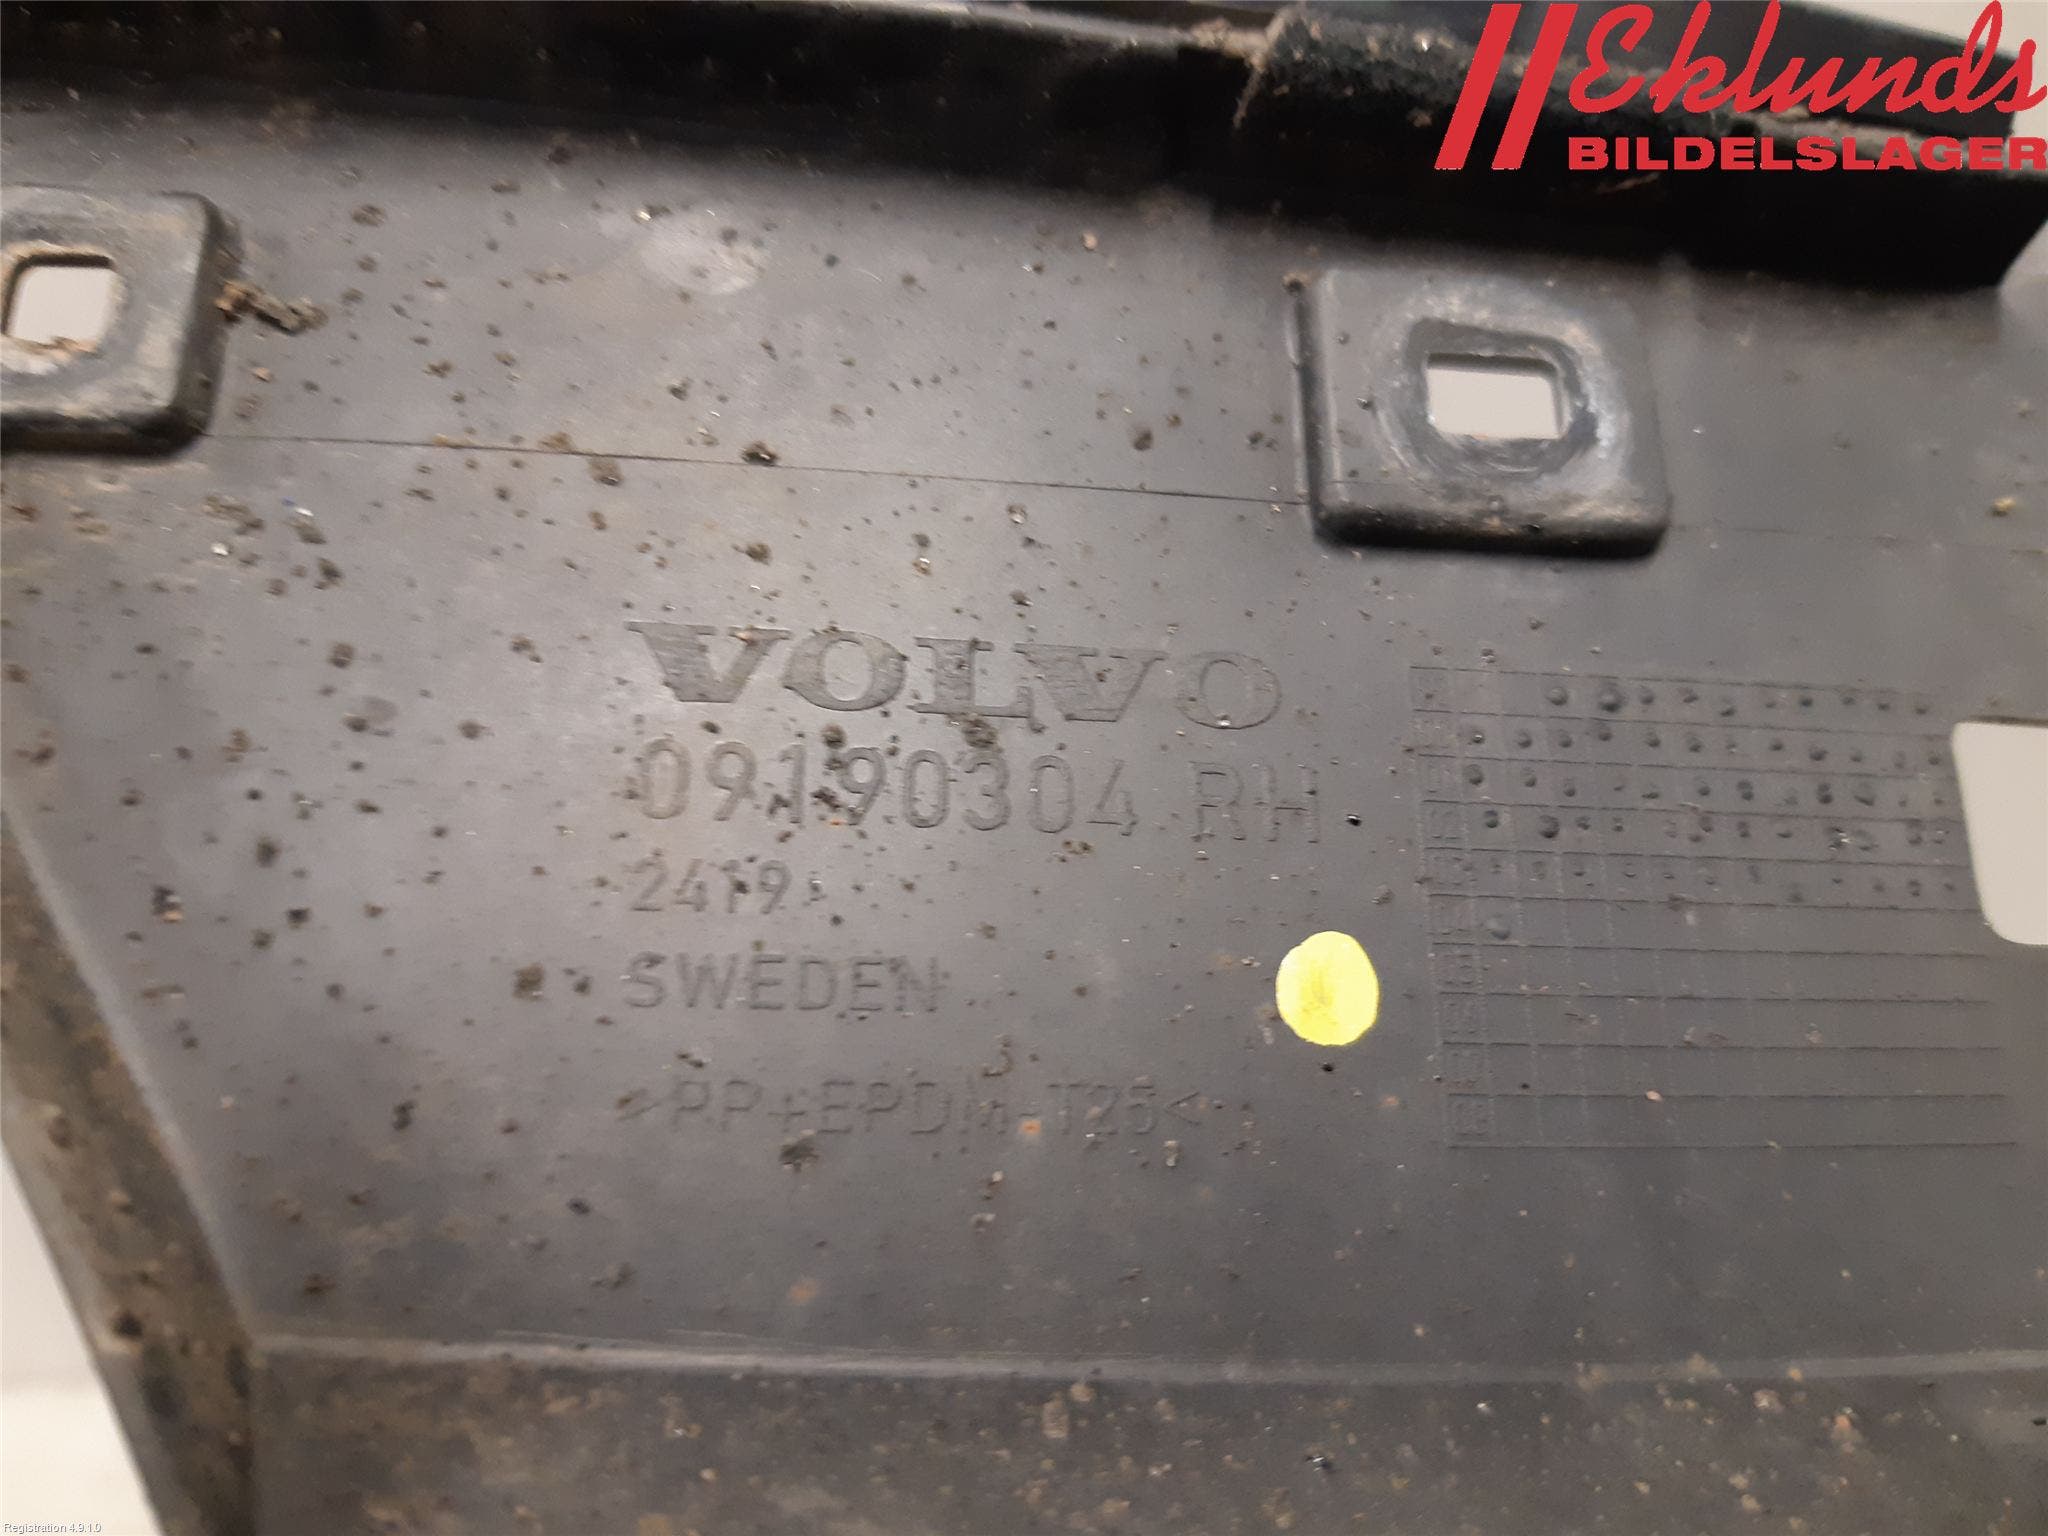 Eklunds
BILDELSLAGER
VOLVO
09190304 RH
2419
SWEDEN
>PP+EPDM-T25<
Registration 4.9.1.0